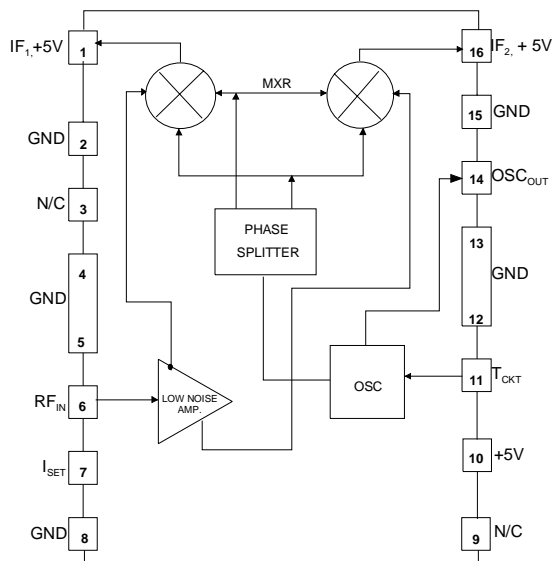 IF1,+5V
1
GND
2
N/C
3
4
GND
5
RFIN
6
ISET
7
GND
8
MXR
PHASE
SPLITTER
LOW NOISE
AMP.
OSC
16
IF2, + 5V
15
GND
14
OSCOUT
13
GND
12
11
TCKT
10
+5V
9
N/C